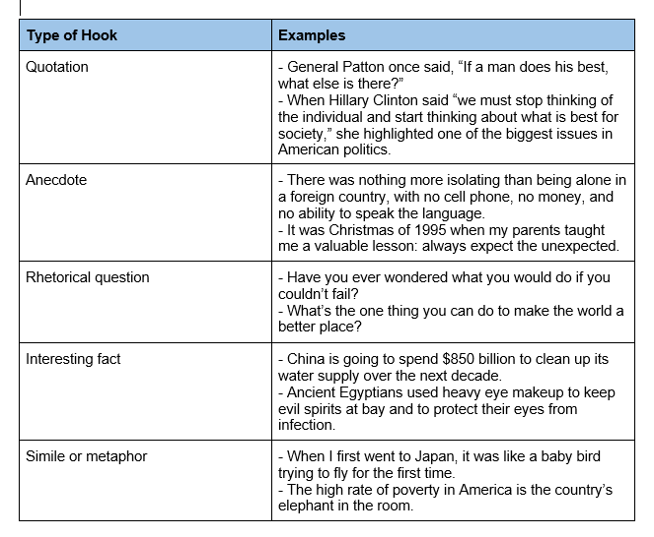 Type of Hook
Examples
Quotation
- General Patton once said, “If a man does his best,
what else is there?”
- When Hillary Clinton said “we must stop thinking of
the individual and start thinking about what is best for
society,” she highlighted one of the biggest issues in
American politics.
Anecdote
- There was nothing more isolating than being alone in
a foreign country, with no cell phone, no money, and
no ability to speak the language.
- It was Christmas of 1995 when my parents taught
me a valuable lesson: always expect the unexpected.
Rhetorical question
- Have you ever wondered what you would do if you
couldn’t fail?
- What’s the one thing you can do to make the world a
better place?
Interesting fact
- China is going to spend $850 billion to clean up its
water supply over the next decade.
- Ancient Egyptians used heavy eye makeup to keep
evil spirits at bay and to protect their eyes from
infection.
Simile or metaphor
- When I first went to Japan, it was like a baby bird
trying to fly for the first time.
- The high rate of poverty in America is the country’s
elephant in the room.